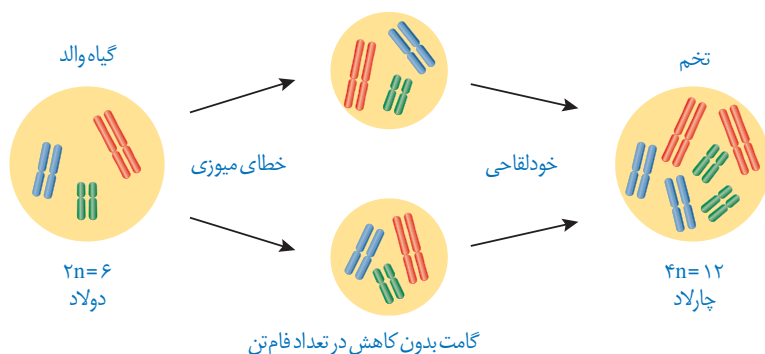 گیاه والد
تخم
خطای میوزی
خودلقاحی
۲n= ۶
دولاد
۴n= ۱۲
چارلاد
گامت بدون کاهش در تعداد فام‌تن